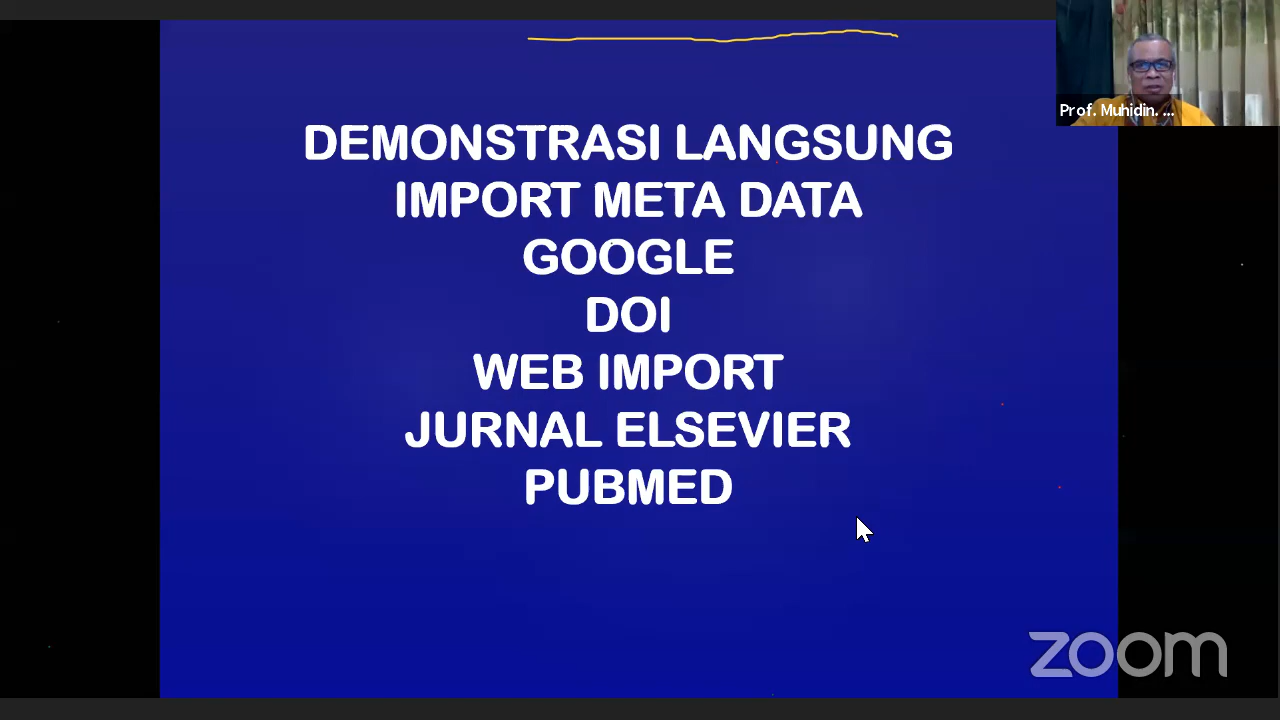 Prof. Muhidin. ...
DEMONSTRASI LANGSUNG
IMPORT META DATA
GOOGLE
DOI
WEB IMPORT
JURNAL ELSEVIER
PUBMED
zoom